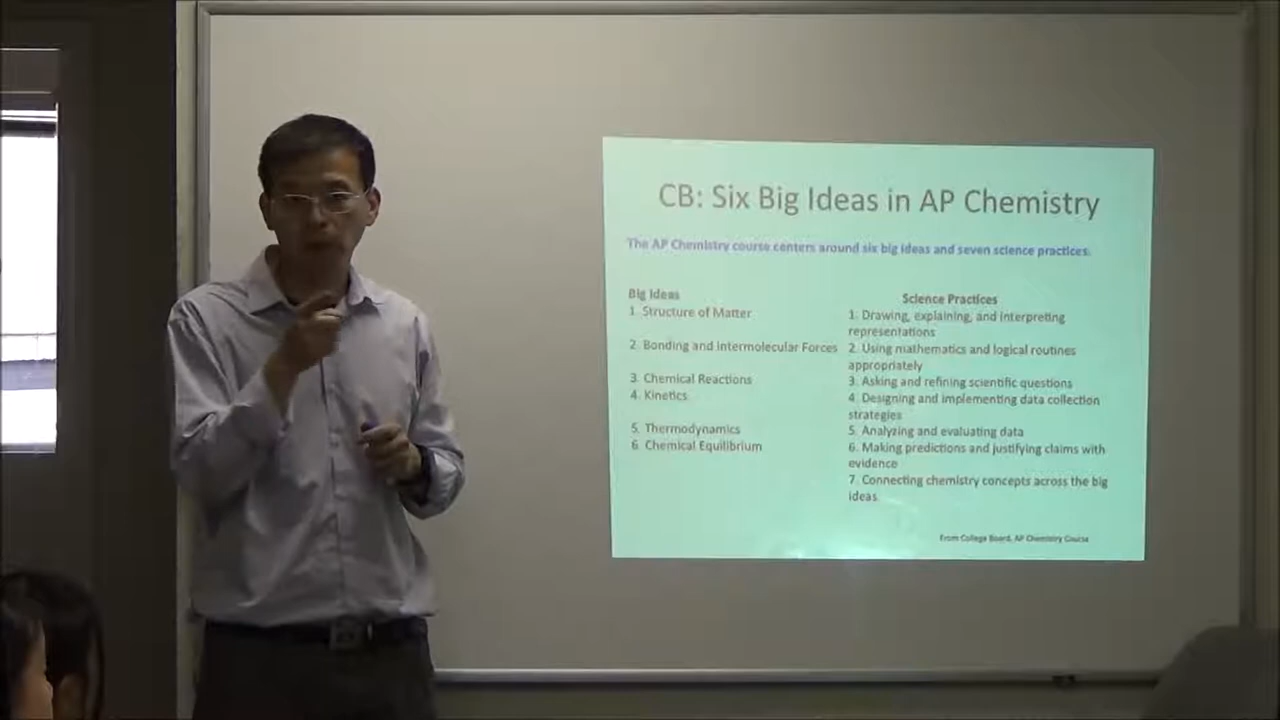 CB: Six Big Ideas in AP Chemistry
The AP Chemistry course centers around six big ideas and seven science practices.
Big Ideas
1. Structure of Matter
2. Bonding and Intermolecular Forces
3. Chemical Reactions
4. Kinetics
5. Thermodynamics
6. Chemical Equilibrium
Science Practices
1. Drawing, explaining, and interpreting
representations
2. Using mathematics and logical routines
appropriately
3. Asking and refining scientific questions
4. Designing and implementing data collection
strategies
5. Analyzing and evaluating data
6. Making predictions and justifying claims with
evidence
7. Connecting chemistry concepts across the big
ideas.
From College Board, AP Chemistry Course